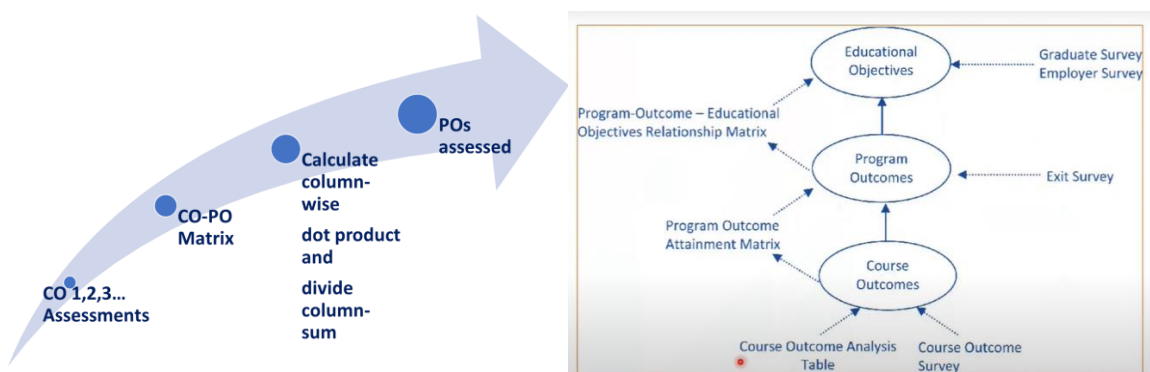 CO 1,2,3...
Assessments
CO-PO
Matrix
Calculate
column-
wise
dot product
and
divide
column-
sum
POs
assessed
Educational
Objectives
Graduate Survey
Employer Survey
Program-Outcome – Educational
Objectives Relationship Matrix
Program
Outcomes
Exit Survey
Program Outcome
Attainment Matrix
Course
Outcomes
Course Outcome Analysis
Table
Course Outcome
Survey